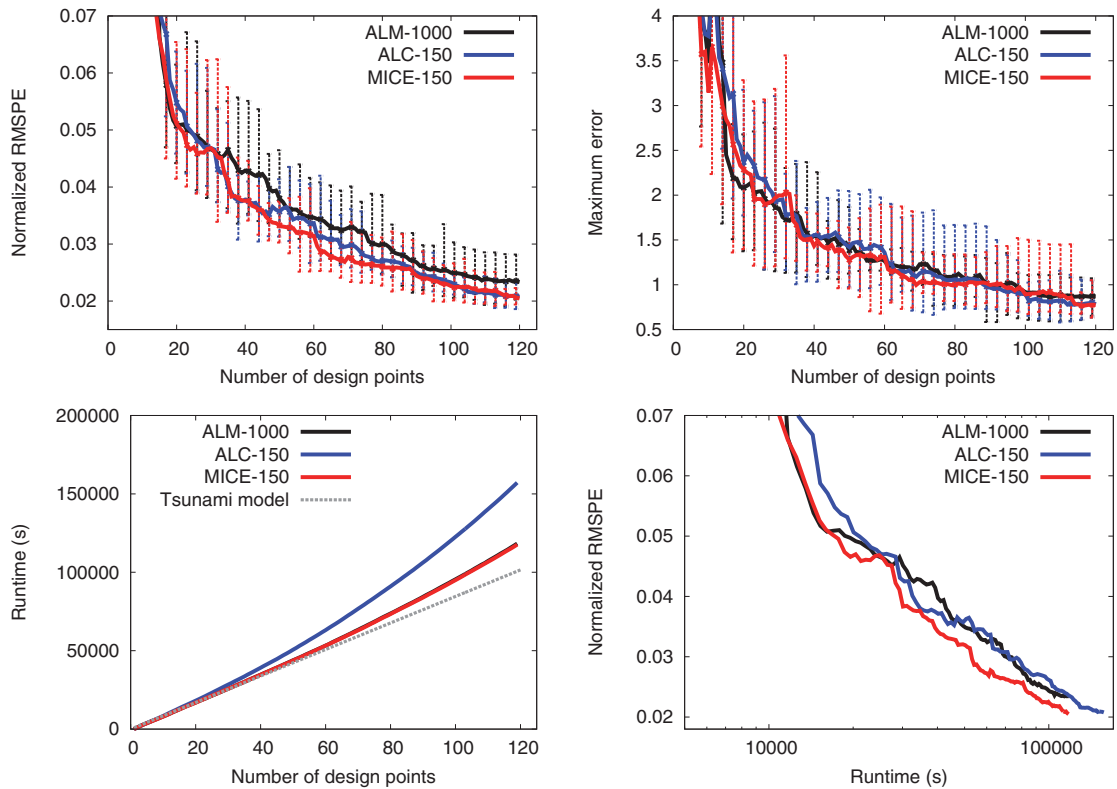 0.07
0.06
0.05
0.04
0.03
0.02
Normalized RMSPE
ALM-1000
ALC-150
MICE-150
0 20 40 60 80 100 120
Number of design points
4
3.5
3
2.5
2
1.5
1
0.5
Maximum error
ALM-1000
ALC-150
MICE-150
0 20 40 60 80 100 120
Number of design points
200000
150000
100000
50000
0
Runtime (s)
ALM-1000
ALC-150
MICE-150
Tsunami model
0 20 40 60 80 100 120
Number of design points
0.07
0.06
0.05
0.04
0.03
0.02
Normalized RMSPE
ALM-1000
ALC-150
MICE-150
10000 100000
Runtime (s)